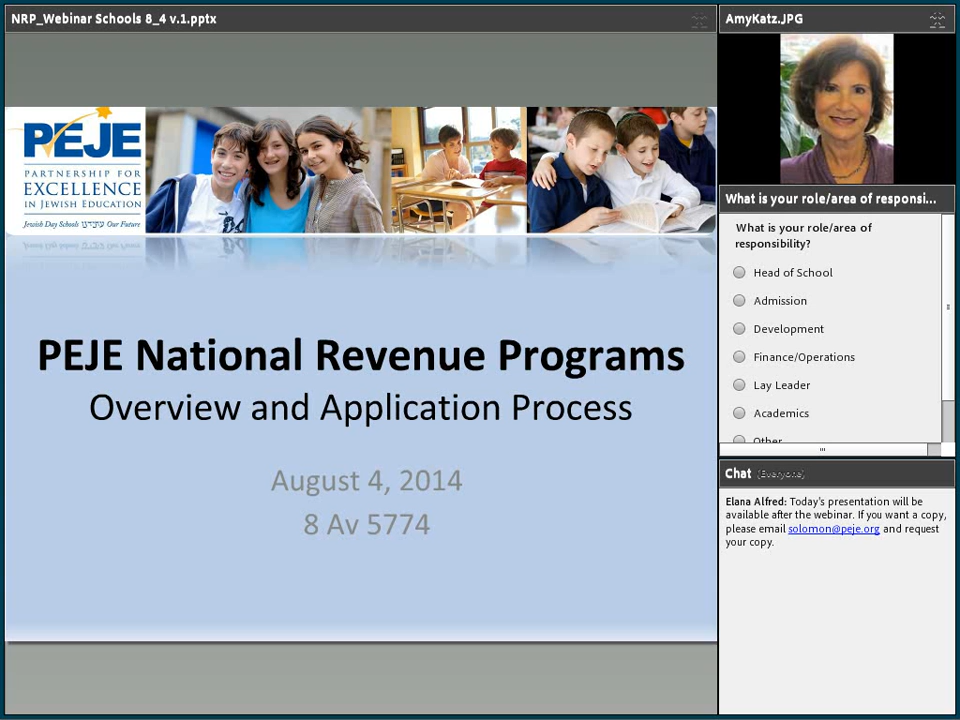 NRP_Webinar Schools 8_4 v.1.pptx
PEJE
PARTNERSHIP FOR
EXCELLENCE
IN JEWISH EDUCATION
Jewish Day Schools עתידנו Our Future
PEJE National Revenue Programs
Overview and Application Process
August 4, 2014
8 Av 5774
AmyKatz.JPG
What is your role/area of responsi...
What is your role/area of
responsibility?
Head of School
Admission
Development
Finance/Operations
Lay Leader
Academics
Other
Chat (Everyone)
Elana Alfred: Today's presentation will be
available after the webinar. If you want a copy,
please email solomon@peje.org and request
your copy.